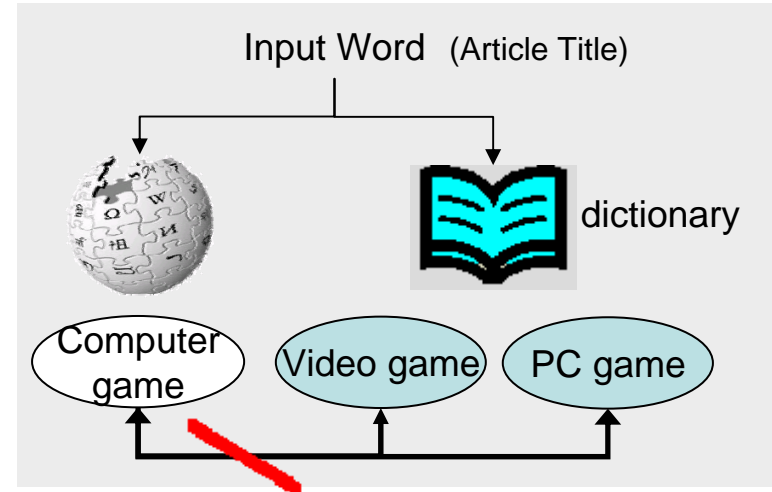 Input Word (Article Title)
dictionary
Computer
game
Video game
PC game